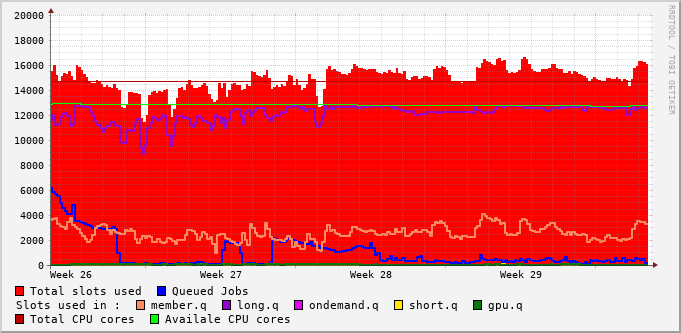 20000
18000
16000
14000
12000
10000
8000
6000
4000
2000
0
Week 26 Week 27 Week 28 Week 29
RRDTOOL / TOBI OETIKER
Total slots used Queued Jobs
Slots used in : member.q long.q ondemand.q short.q gpu.q
Total CPU cores Availale CPU cores